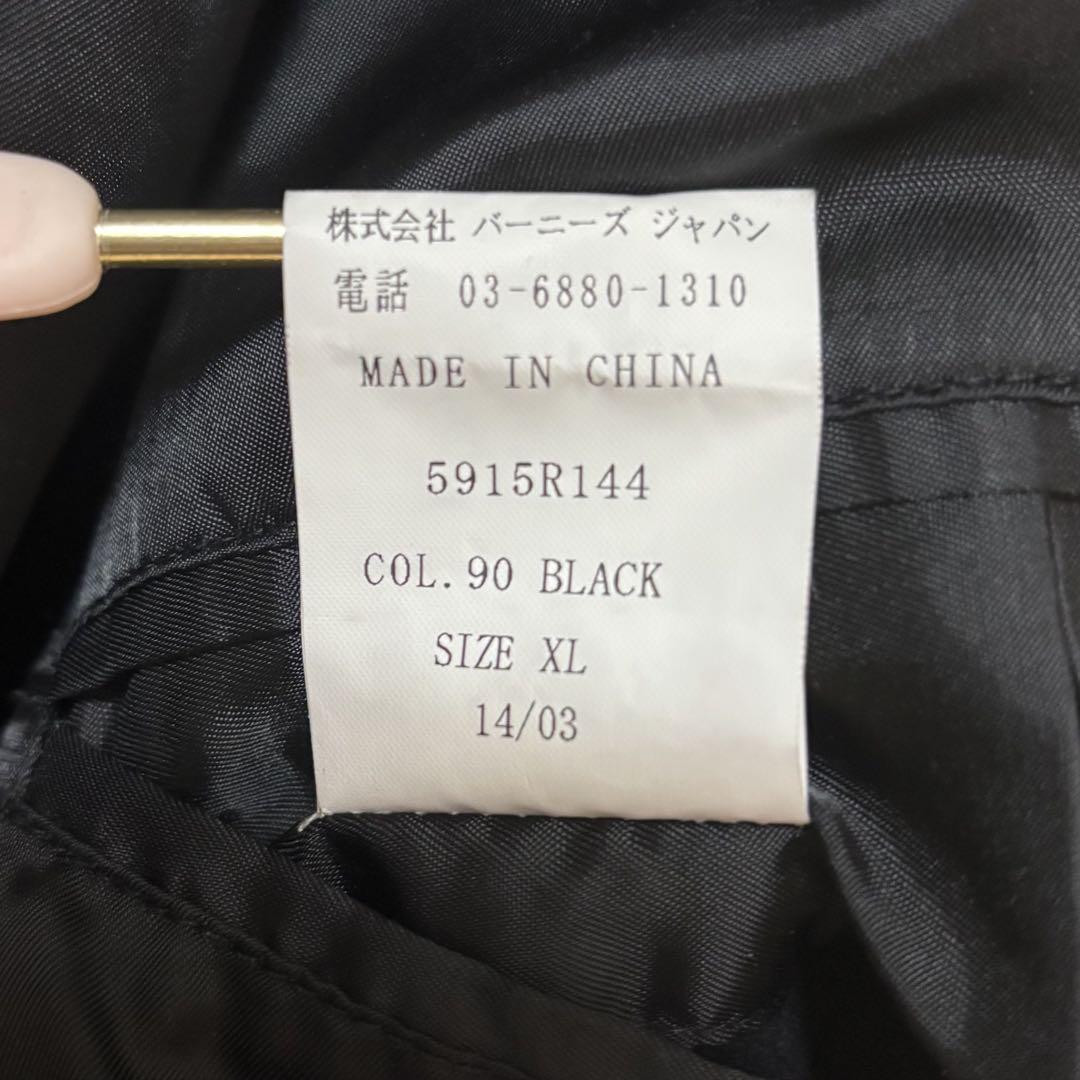 株式会社 バーニーズ ジャパン
電話 03-6880-1310
MADE IN CHINA
5915R144
COL.90 BLACK
SIZE XL
14/03